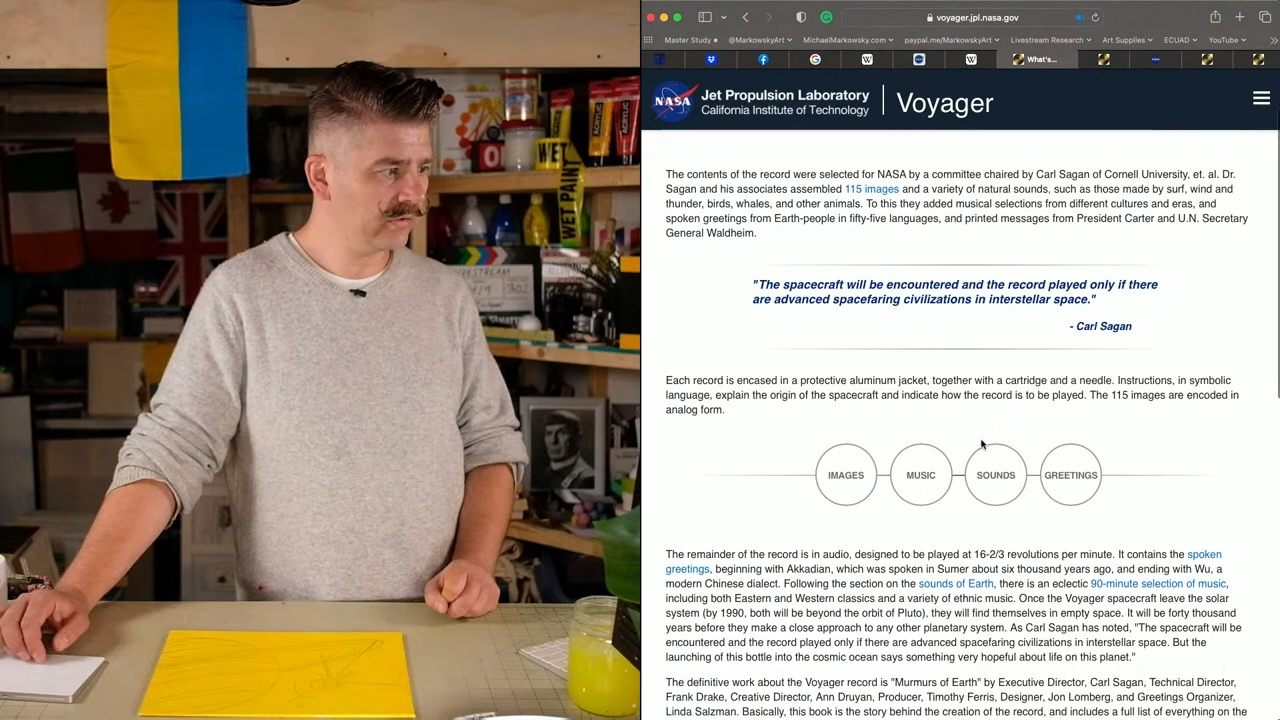 voyager.jpl.nasa.gov
Master Study
@MarkowskyArt
MichaelMarkowsky.com
paypal.me/MarkowskyArt
Livestream Research
Art Supplies
ECUAD
YouTube
What's...
NASA
Jet Propulsion Laboratory
California Institute of Technology
Voyager
The contents of the record were selected for NASA by a committee chaired by Carl Sagan of Cornell University, et. al. Dr.
Sagan and his associates assembled 115 images and a variety of natural sounds, such as those made by surf, wind and
thunder, birds, whales, and other animals. To this they added musical selections from different cultures and eras, and
spoken greetings from Earth-people in fifty-five languages, and printed messages from President Carter and U.N. Secretary
General Waldheim.
"The spacecraft will be encountered and the record played only if there
are advanced spacefaring civilizations in interstellar space."
- Carl Sagan
Each record is encased in a protective aluminum jacket, together with a cartridge and a needle. Instructions, in symbolic
language, explain the origin of the spacecraft and indicate how the record is to be played. The 115 images are encoded in
analog form.
IMAGES
MUSIC
SOUNDS
GREETINGS
The remainder of the record is in audio, designed to be played at 16-2/3 revolutions per minute. It contains the spoken
greetings, beginning with Akkadian, which was spoken in Sumer about six thousand years ago, and ending with Wu, a
modern Chinese dialect. Following the section on the sounds of Earth, there is an eclectic 90-minute selection of music,
including both Eastern and Western classics and a variety of ethnic music. Once the Voyager spacecraft leave the solar
system (by 1990, both will be beyond the orbit of Pluto), they will find themselves in empty space. It will be forty thousand
years before they make a close approach to any other planetary system. As Carl Sagan has noted, "The spacecraft will be
encountered and the record played only if there are advanced spacefaring civilizations in interstellar space. But the
launching of this bottle into the cosmic ocean says something very hopeful about life on this planet."
The definitive work about the Voyager record is "Murmurs of Earth" by Executive Director, Carl Sagan, Technical Director,
Frank Drake, Creative Director, Ann Druyan, Producer, Timothy Ferris, Designer, Jon Lomberg, and Greetings Organizer,
Linda Salzman. Basically, this book is the story behind the creation of the record, and includes a full list of everything on the
WET
PAINT
WET PAINT
ACRYLIC
ACRYLIC
LIVESTREAM
302